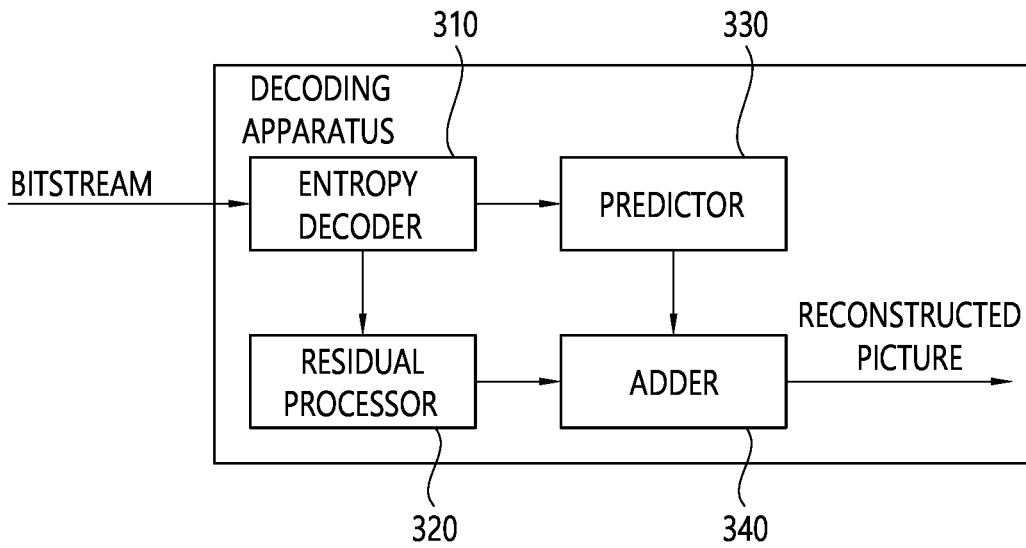 310
330
DECODING
APPARATUS
BITSTREAM
ENTROPY
DECODER
PREDICTOR
RESIDUAL
PROCESSOR
ADDER
RECONSTRUCTED
PICTURE
320
340